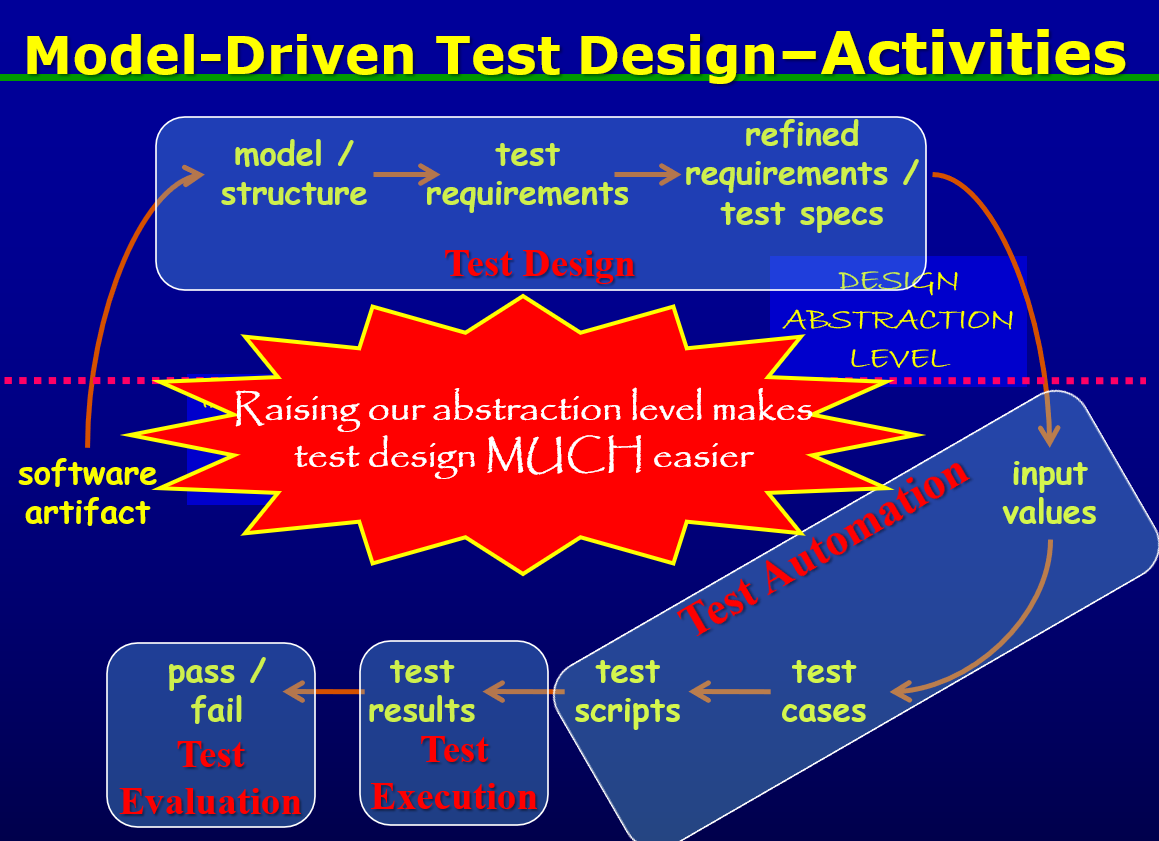 Model-Driven Test Design–Activities
model /
structure
test
requirements
refined
requirements /
test specs
Test Design
DESIGN
ABSTRACTION
LEVEL
Raising our abstraction level makes
test design MUCH easier
software
artifact
input
values
Test Automation
pass /
fail
Test
Evaluation
test
results
Test
Execution
test
scripts
test
cases